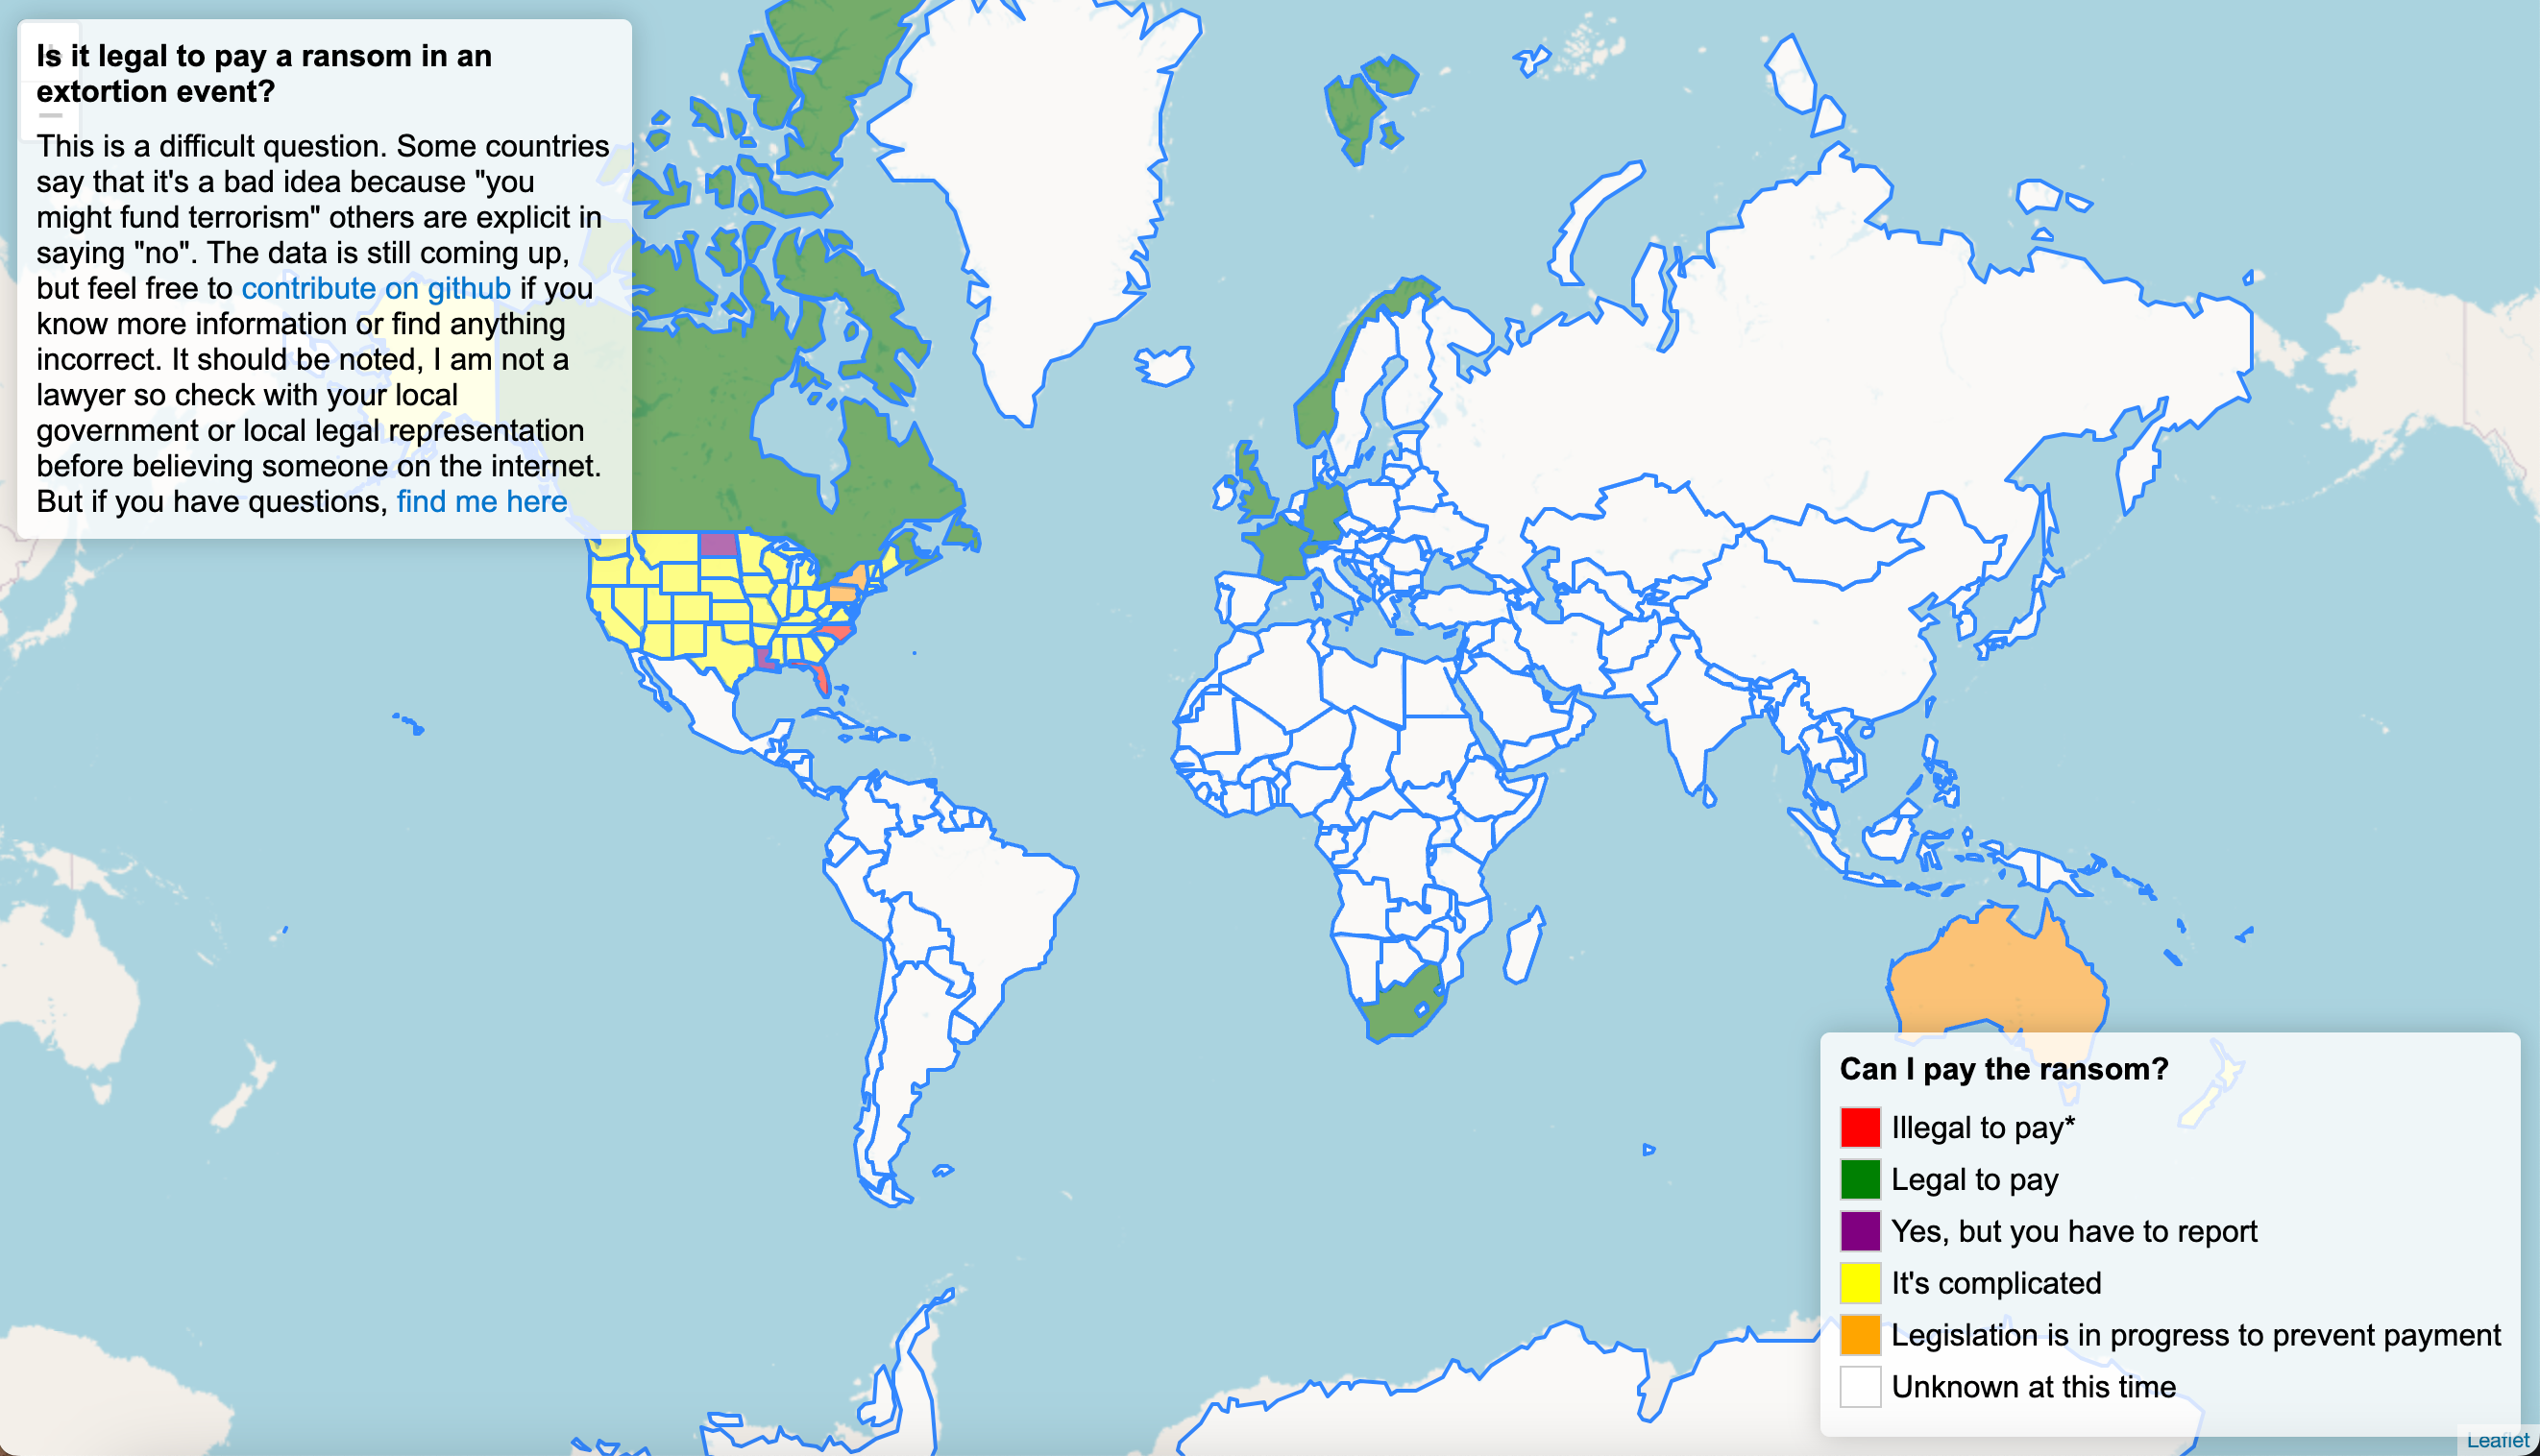 Is it legal to pay a ransom in an
extortion event?
This is a difficult question. Some countries
say that it's a bad idea because "you
might fund terrorism" others are explicit in
saying "no". The data is still coming up,
but feel free to contribute on github if you
know more information or find anything
incorrect. It should be noted, I am not a
lawyer so check with your local
government or local legal representation
before believing someone on the internet.
But if you have questions, find me here
Can I pay the ransom?
Illegal to pay*
Legal to pay
Yes, but you have to report
It's complicated
Legislation is in progress to prevent payment
Unknown at this time
Leaflet